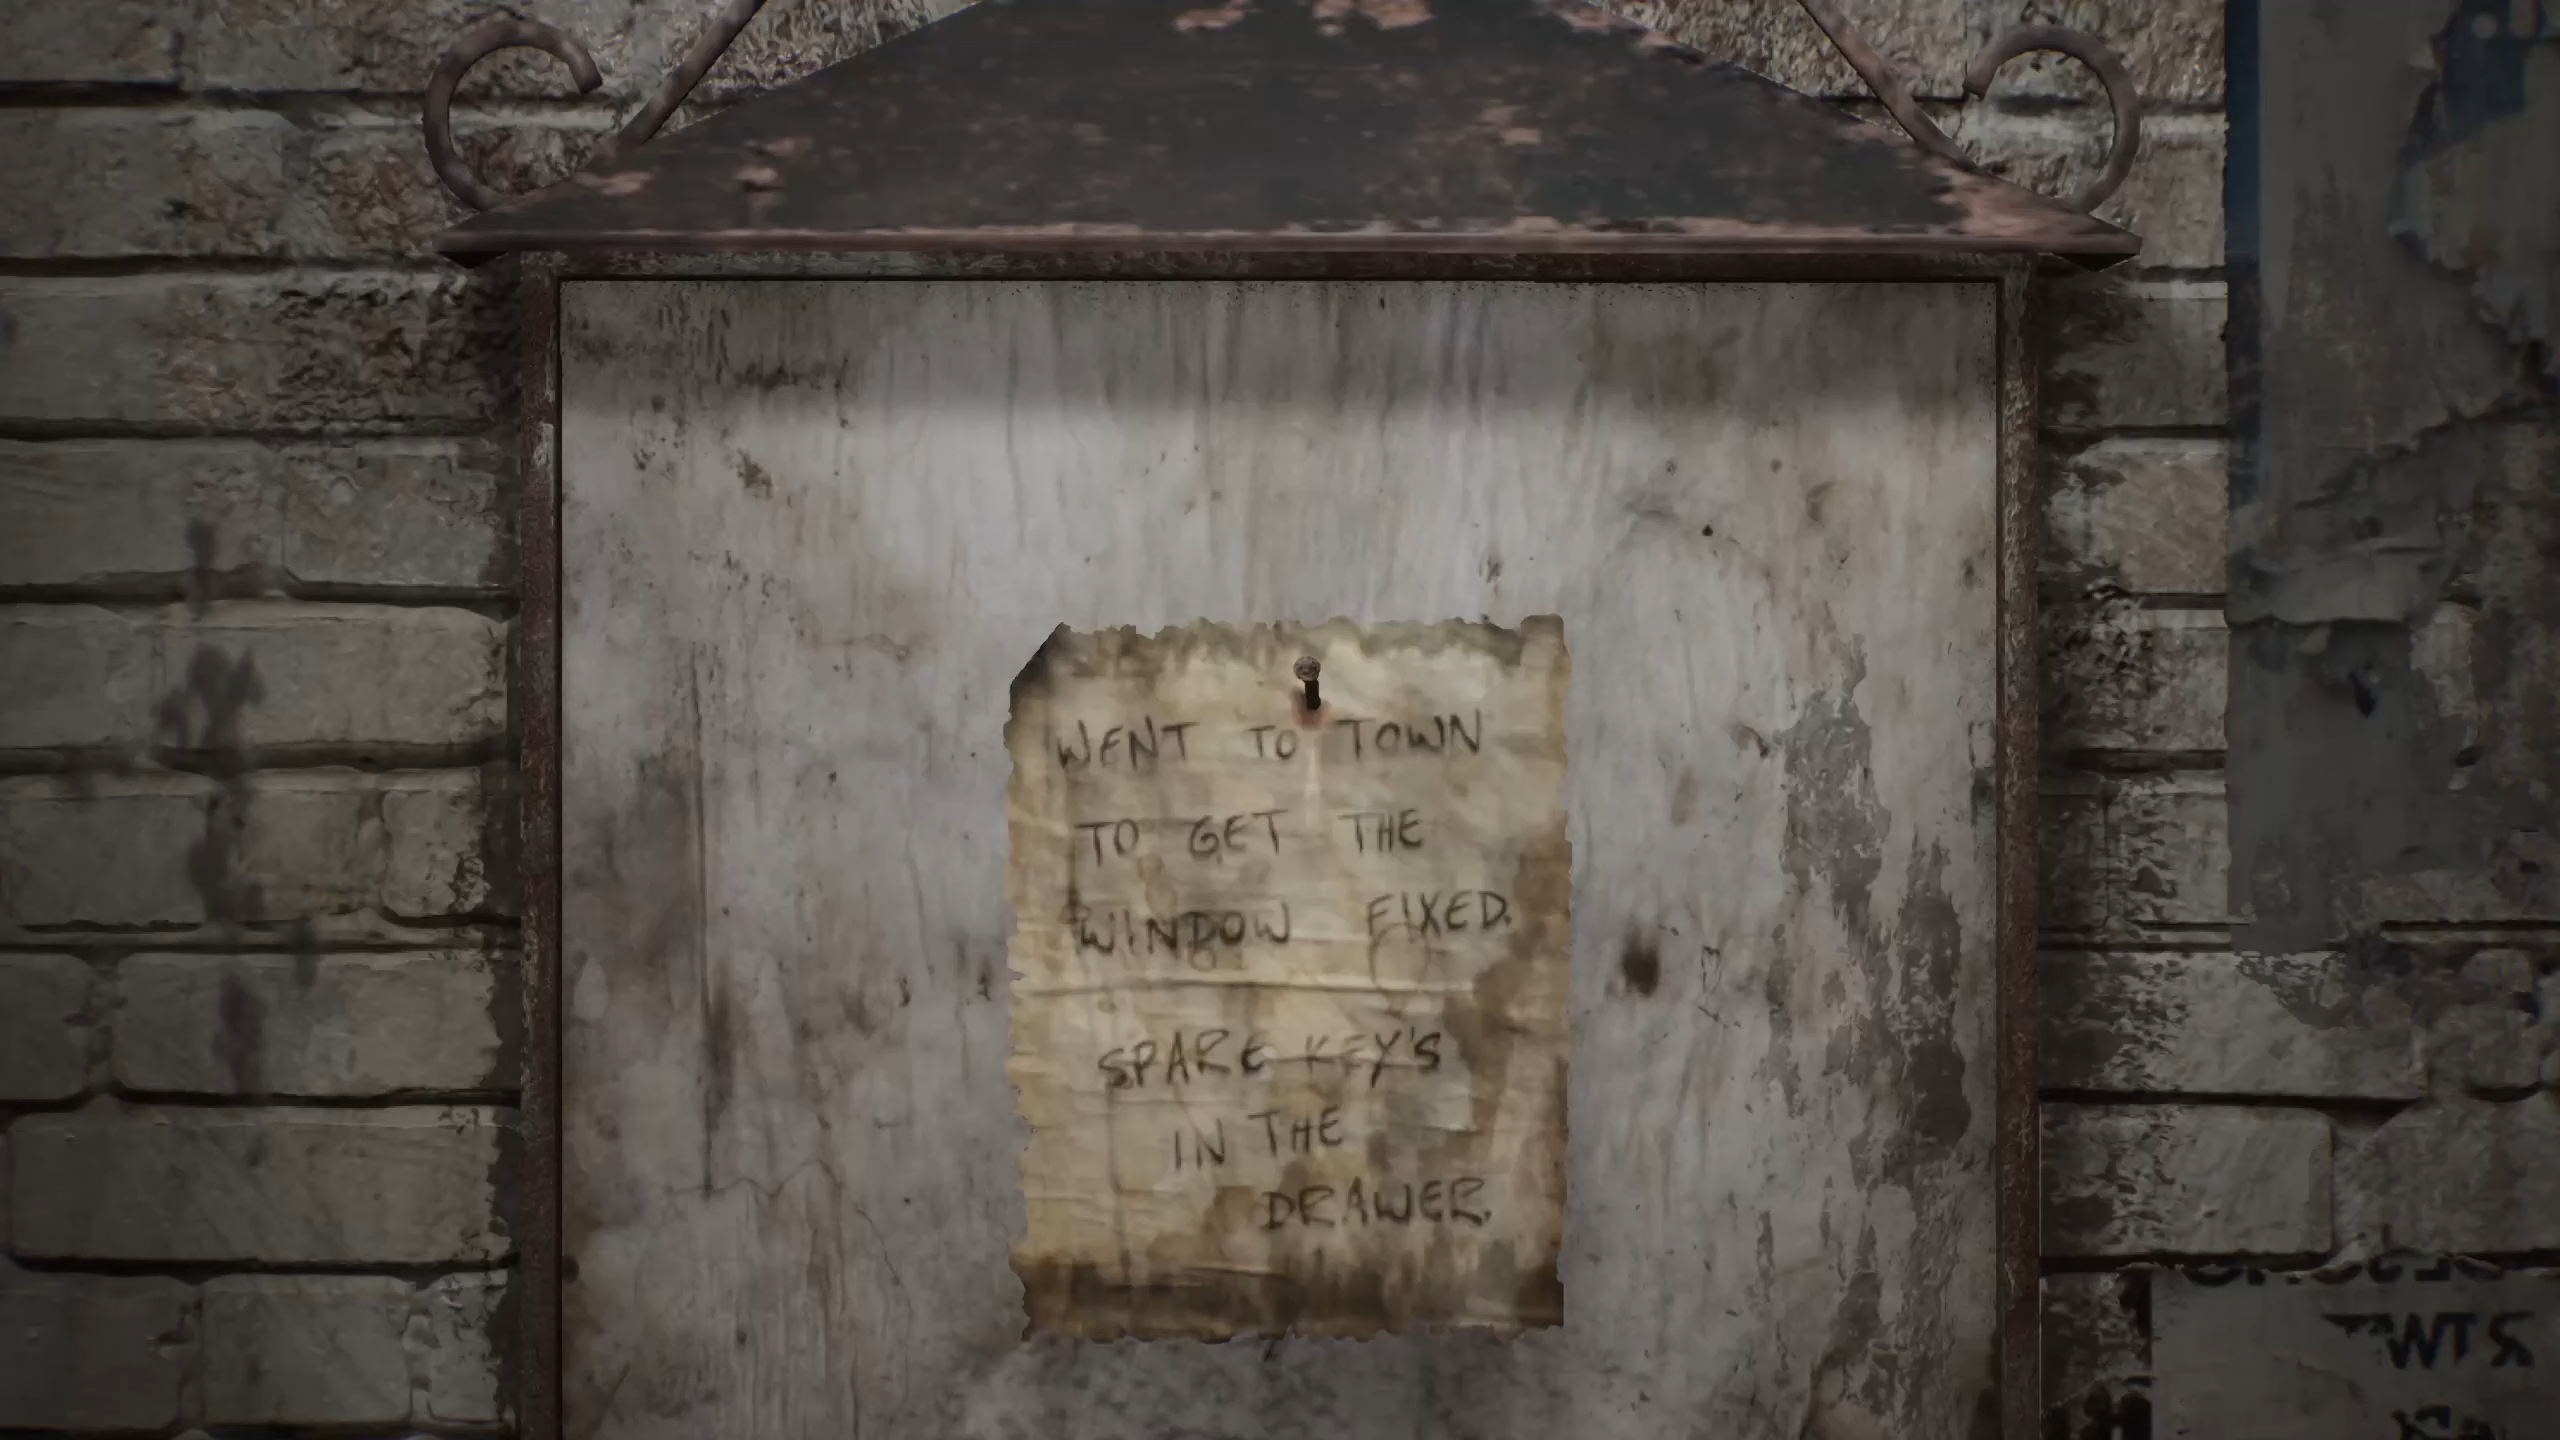 WENT TO TOWN
TO GET THE
WINDOW FIXED.
SPARE KEY'S
IN THE
DRAWER.